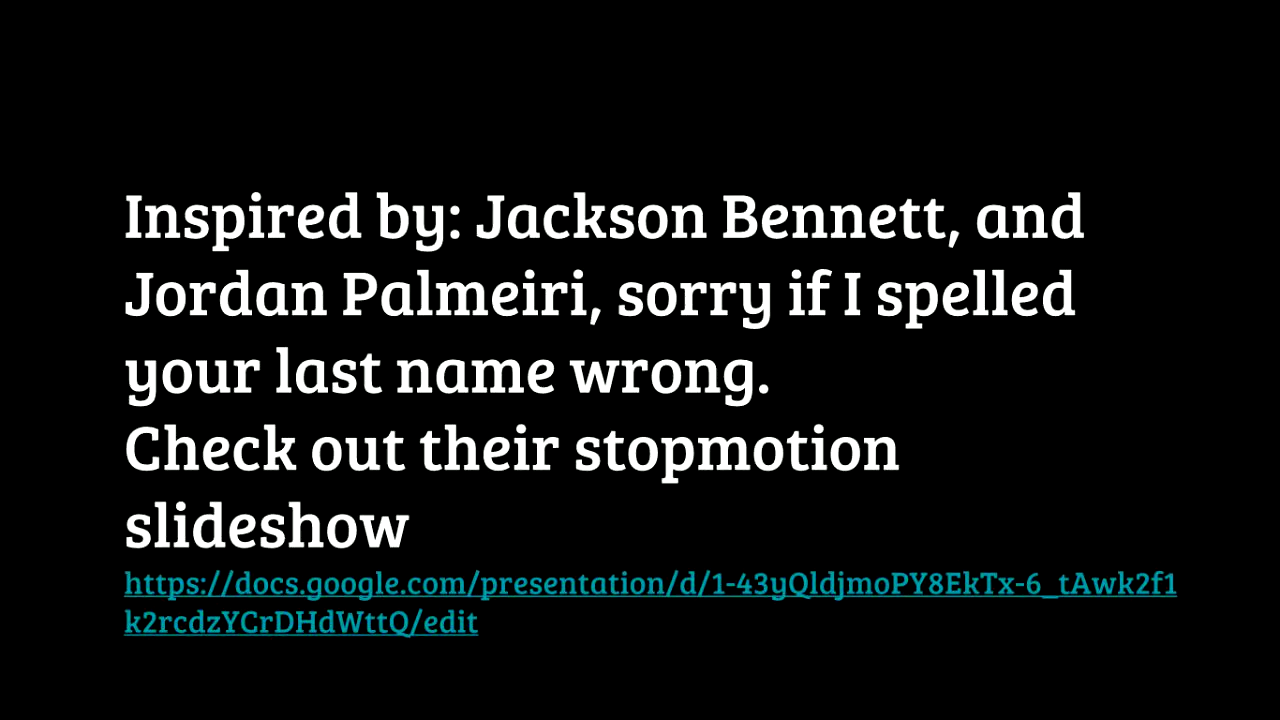 Inspired by: Jackson Bennett, and
Jordan Palmeiri, sorry if I spelled
your last name wrong.
Check out their stopmotion
slideshow
https://docs.google.com/presentation/d/1-43yQldjmoPY8EkTx-6_tAwk2f1
k2rcdzYCrDHdWttQ/edit